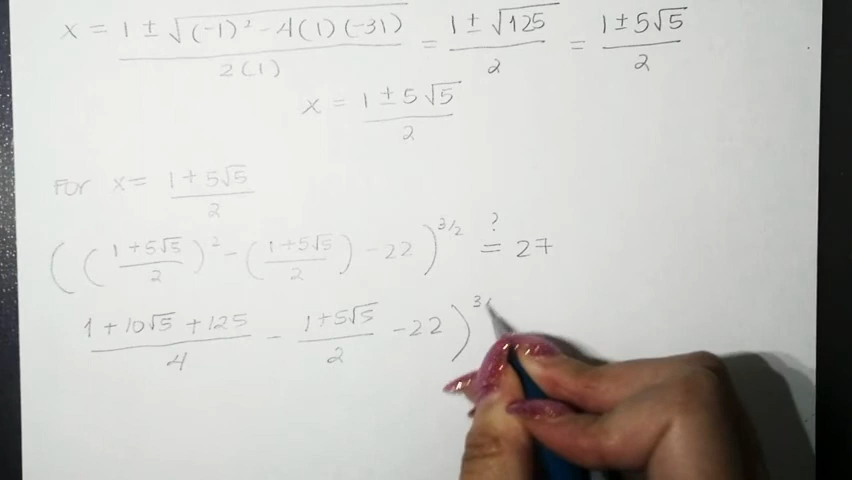 x = (1 ± √((-1)² - 4(1)(-31))) / 2(1) = (1 ± √125) / 2 = (1 ± 5√5) / 2
x = (1 ± 5√5) / 2
For x = (1 + 5√5) / 2
(((1 + 5√5) / 2)² - ((1 + 5√5) / 2) - 22)^3/2 ?= 27
(1 + 10√5 + 125) / 4 - (1 + 5√5) / 2 - 22)^3/